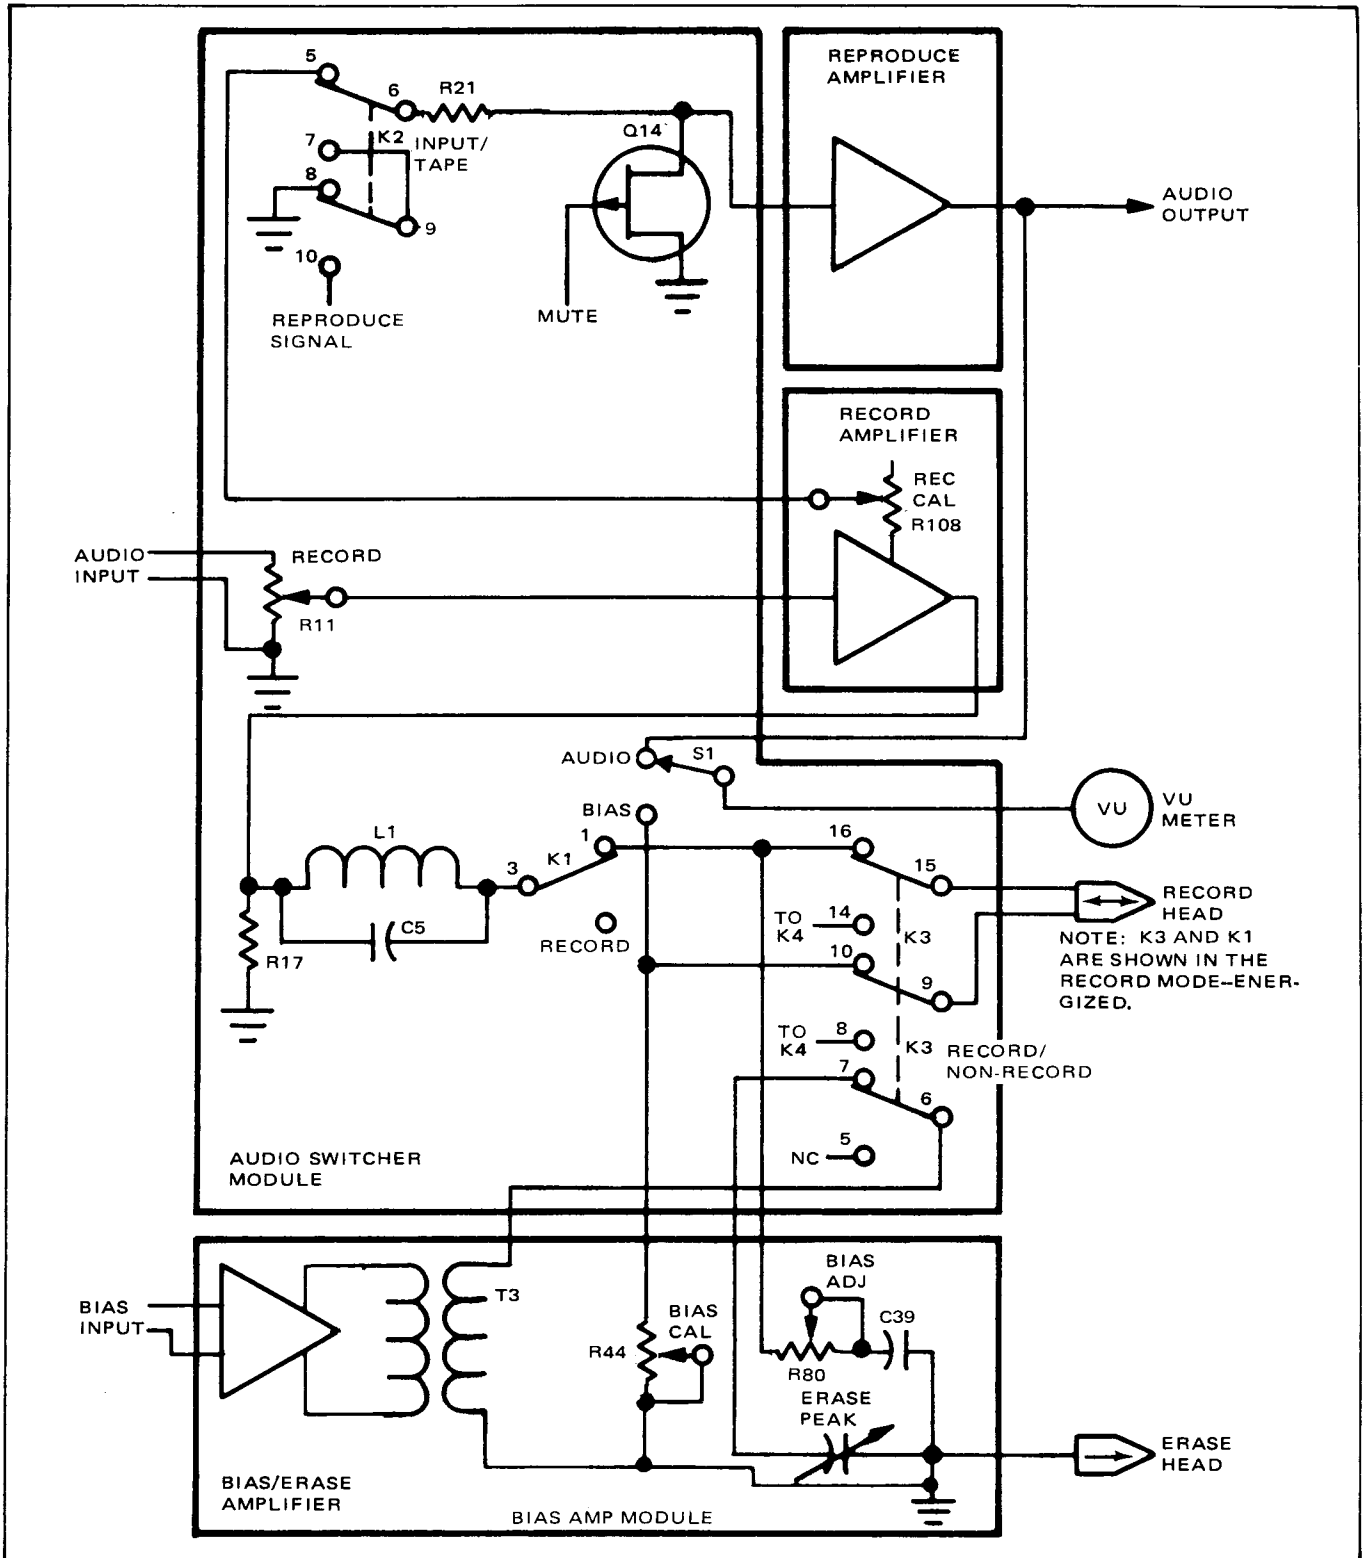 REPRODUCE
AMPLIFIER
5
6
R21
K2
INPUT/
TAPE
7
8
9
10
REPRODUCE
SIGNAL
Q14
MUTE
AUDIO
OUTPUT
RECORD
AMPLIFIER
REC
CAL
R108
AUDIO
INPUT
RECORD
R11
AUDIO
S1
BIAS
VU
VU
METER
L1
C5
R17
3
K1
1
RECORD
16
15
TO
K4
14
K3
10
9
TO
K4
8
K3
RECORD/
NON-RECORD
7
6
5
NC
RECORD
HEAD
NOTE: K3 AND K1
ARE SHOWN IN THE
RECORD MODE--ENER-
GIZED.
AUDIO SWITCHER
MODULE
BIAS
INPUT
T3
R44
BIAS
CAL
BIAS
ADJ
C39
R80
ERASE
PEAK
ERASE
HEAD
BIAS/ERASE
AMPLIFIER
BIAS AMP MODULE